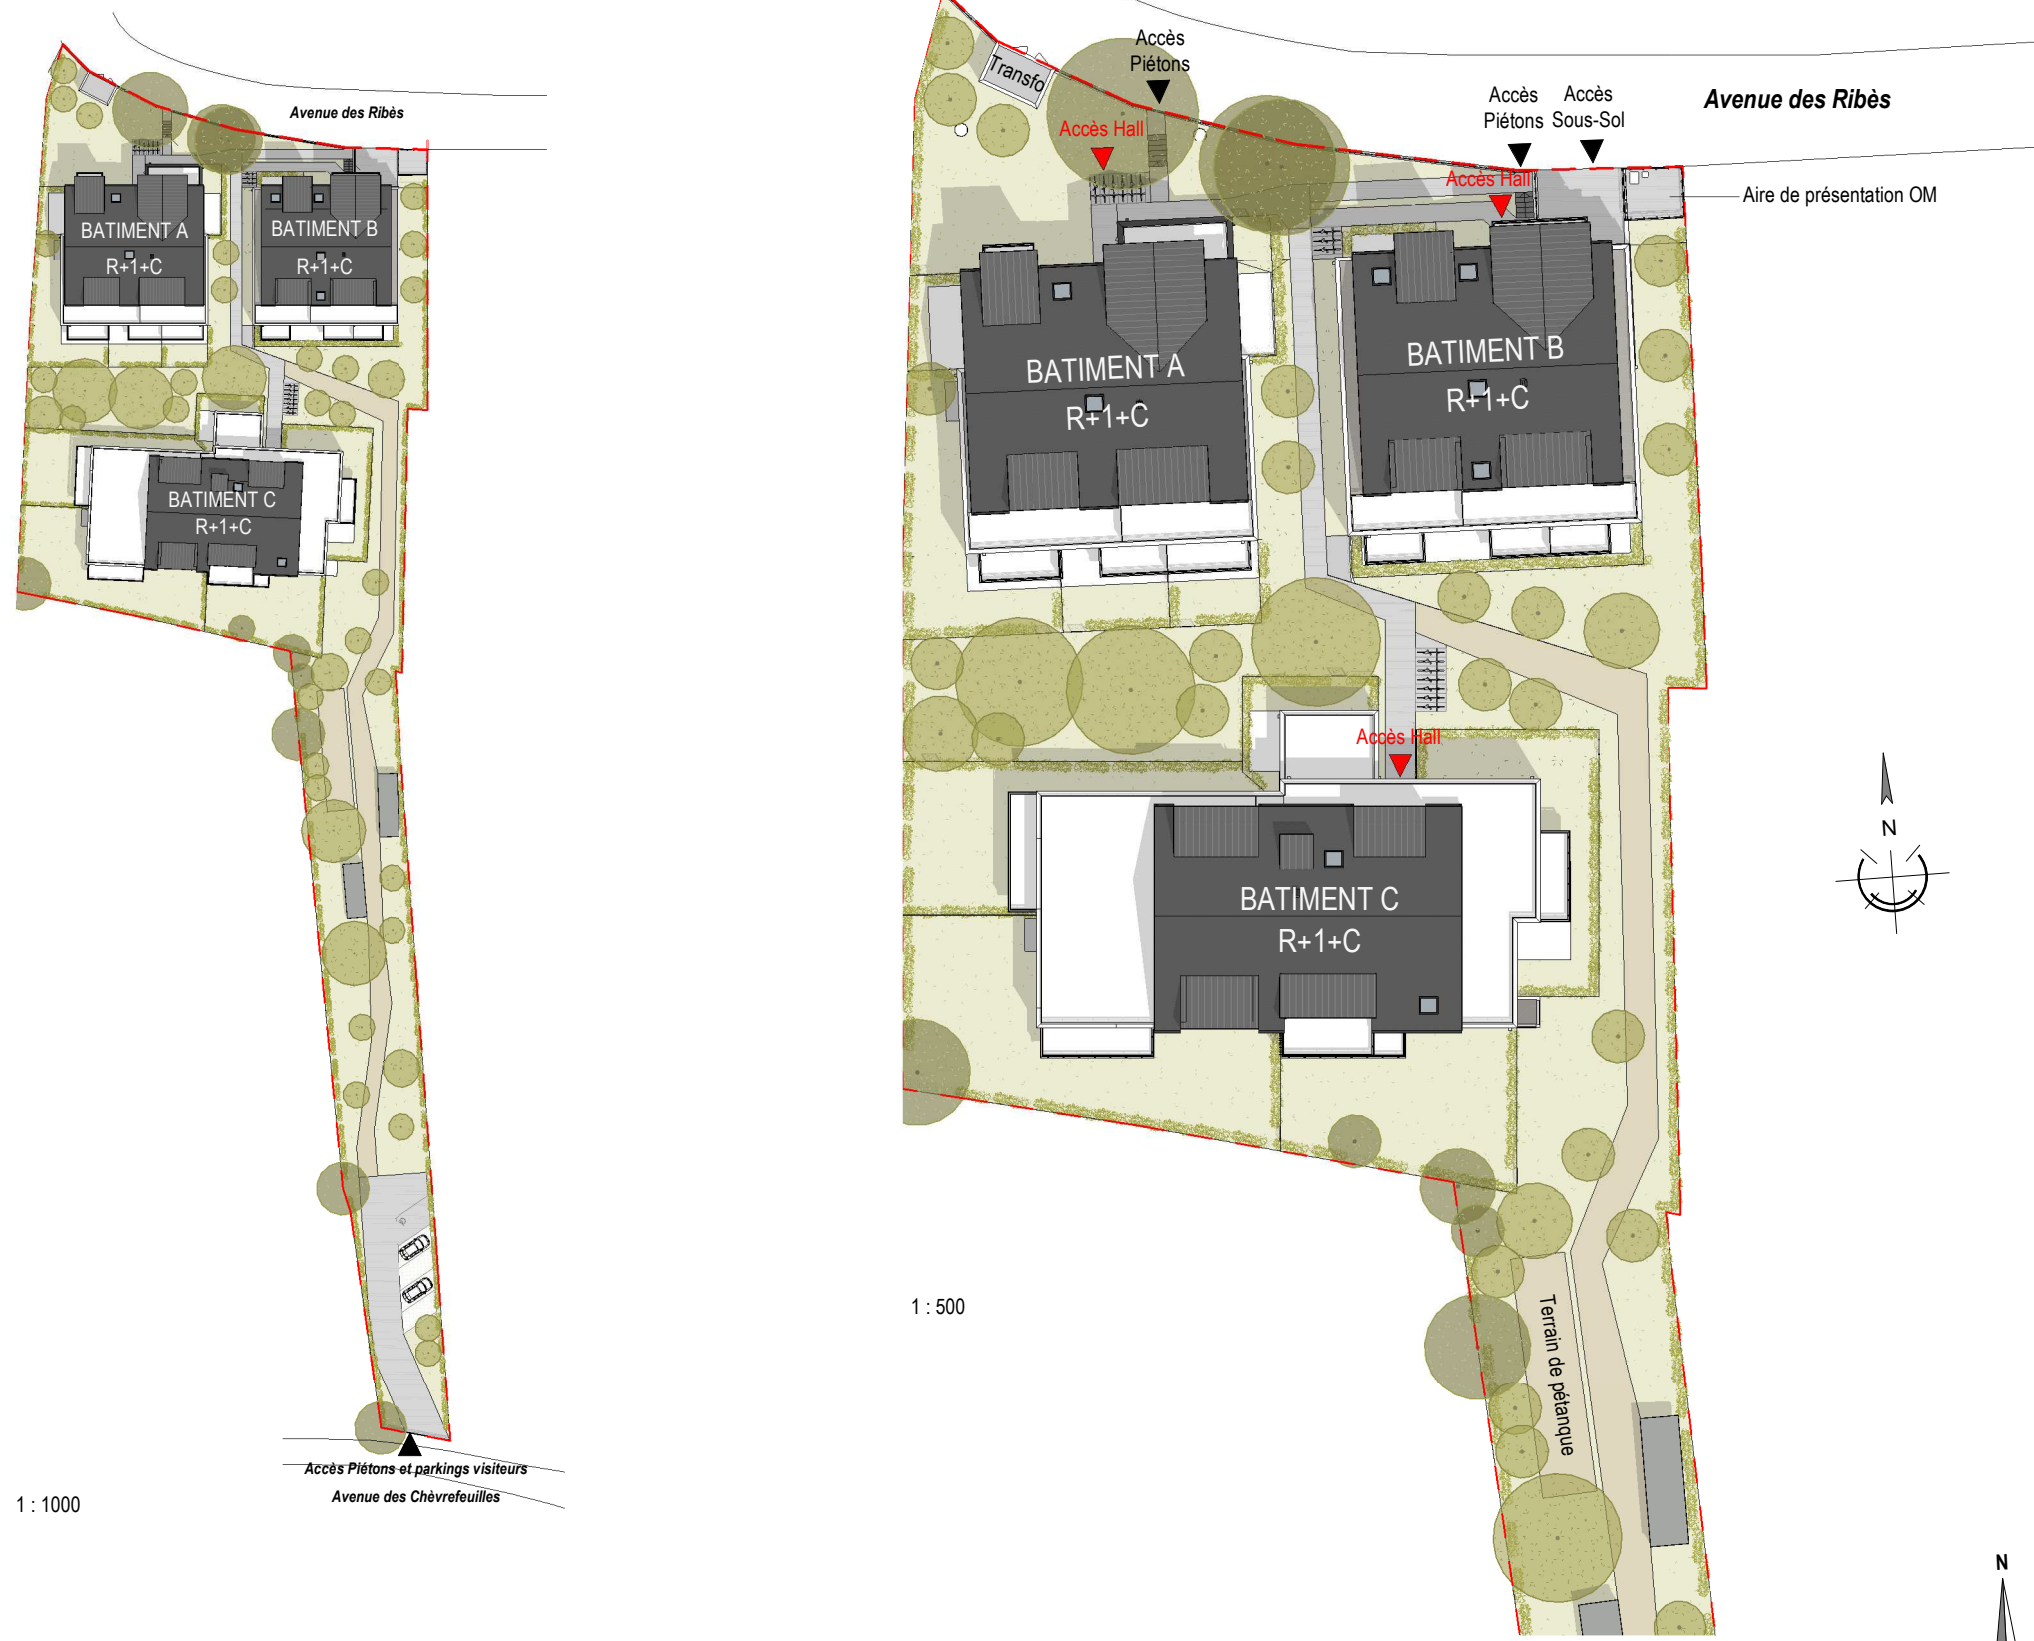 Avenue des Ribès
BATIMENT A
R+1+C
BATIMENT B
R+1+C
BATIMENT C
R+1+C
Accès Piétons et parkings visiteurs
Avenue des Chèvrefeuilles
1 : 1000
Transfo
Accès
Piétons
Accès Hall
Accès
Piétons
Accès
Sous-Sol
Avenue des Ribès
Accès Hall
Aire de présentation OM
BATIMENT A
R+1+C
BATIMENT B
R+1+C
Accès Hall
BATIMENT C
R+1+C
N
1 : 500
Terrain de pétanque
N